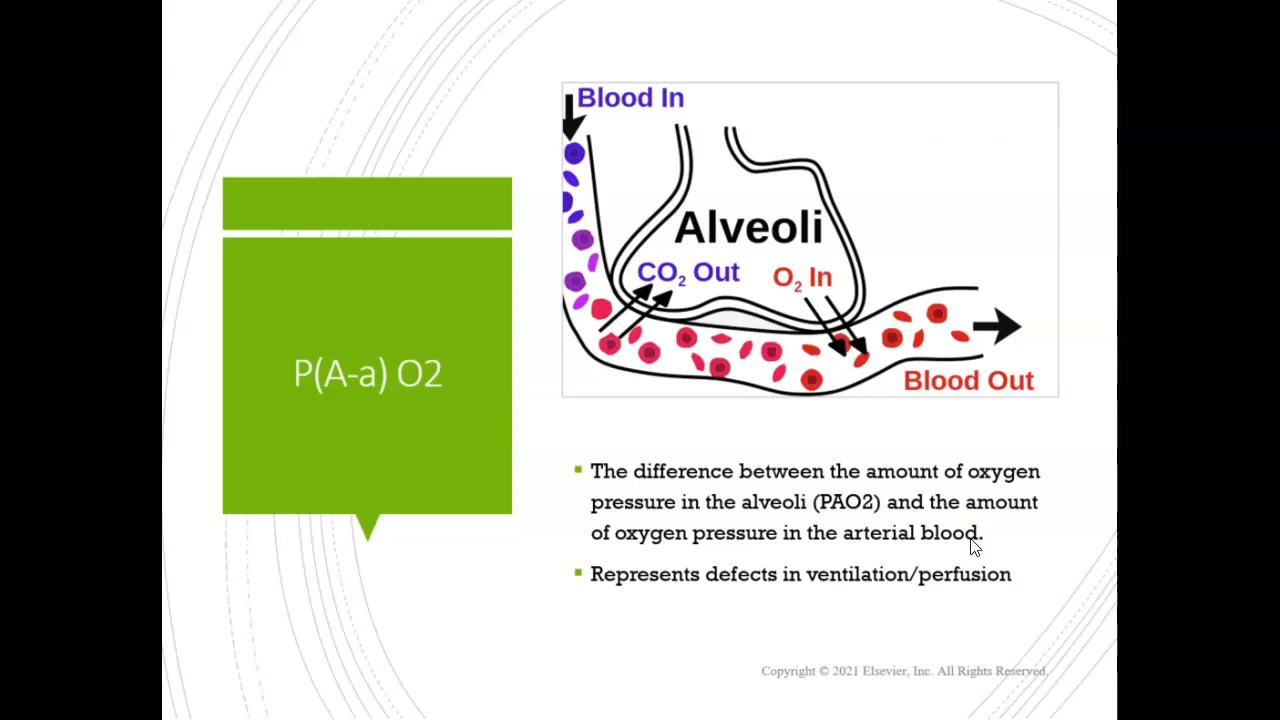 P(A-a) O2
Blood In
Alveoli
CO₂ Out
O₂ In
Blood Out
The difference between the amount of oxygen
pressure in the alveoli (PAO2) and the amount
of oxygen pressure in the arterial blood.
Represents defects in ventilation/perfusion
Copyright © 2021 Elsevier, Inc. All Rights Reserved.